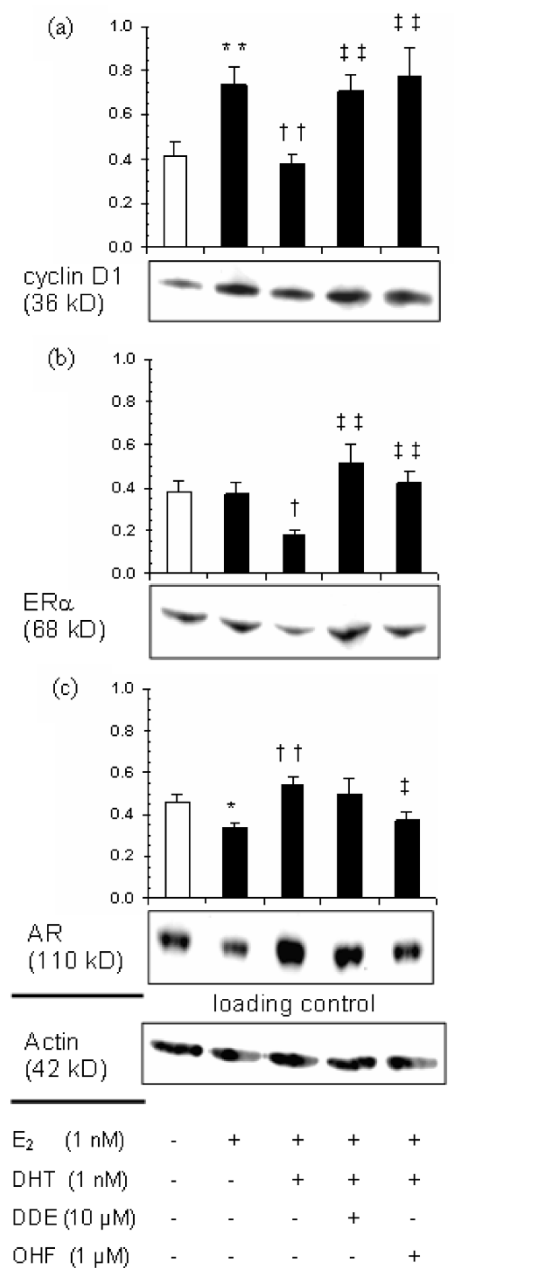 (a)
‡ ‡
1.0
* *
‡ ‡
0.8
0.6
† †
0.4
0.2
0.0
cyclin D1
(36 kD)
(b)
1.0
0.8
‡ ‡
0.6
‡ ‡
0.4
†
0.2
0.0
ERα
(68 kD)
(c)
1.0
0.8
† †
0.6
‡
*
0.4
0.2
0.0
AR
(110 kD)
loading control
Actin
(42 kD)
E₂ (1 nM) - + + + +
DHT (1 nM) - - + + +
DDE (10 µM) - - - + -
OHF (1 µM) - - - - +